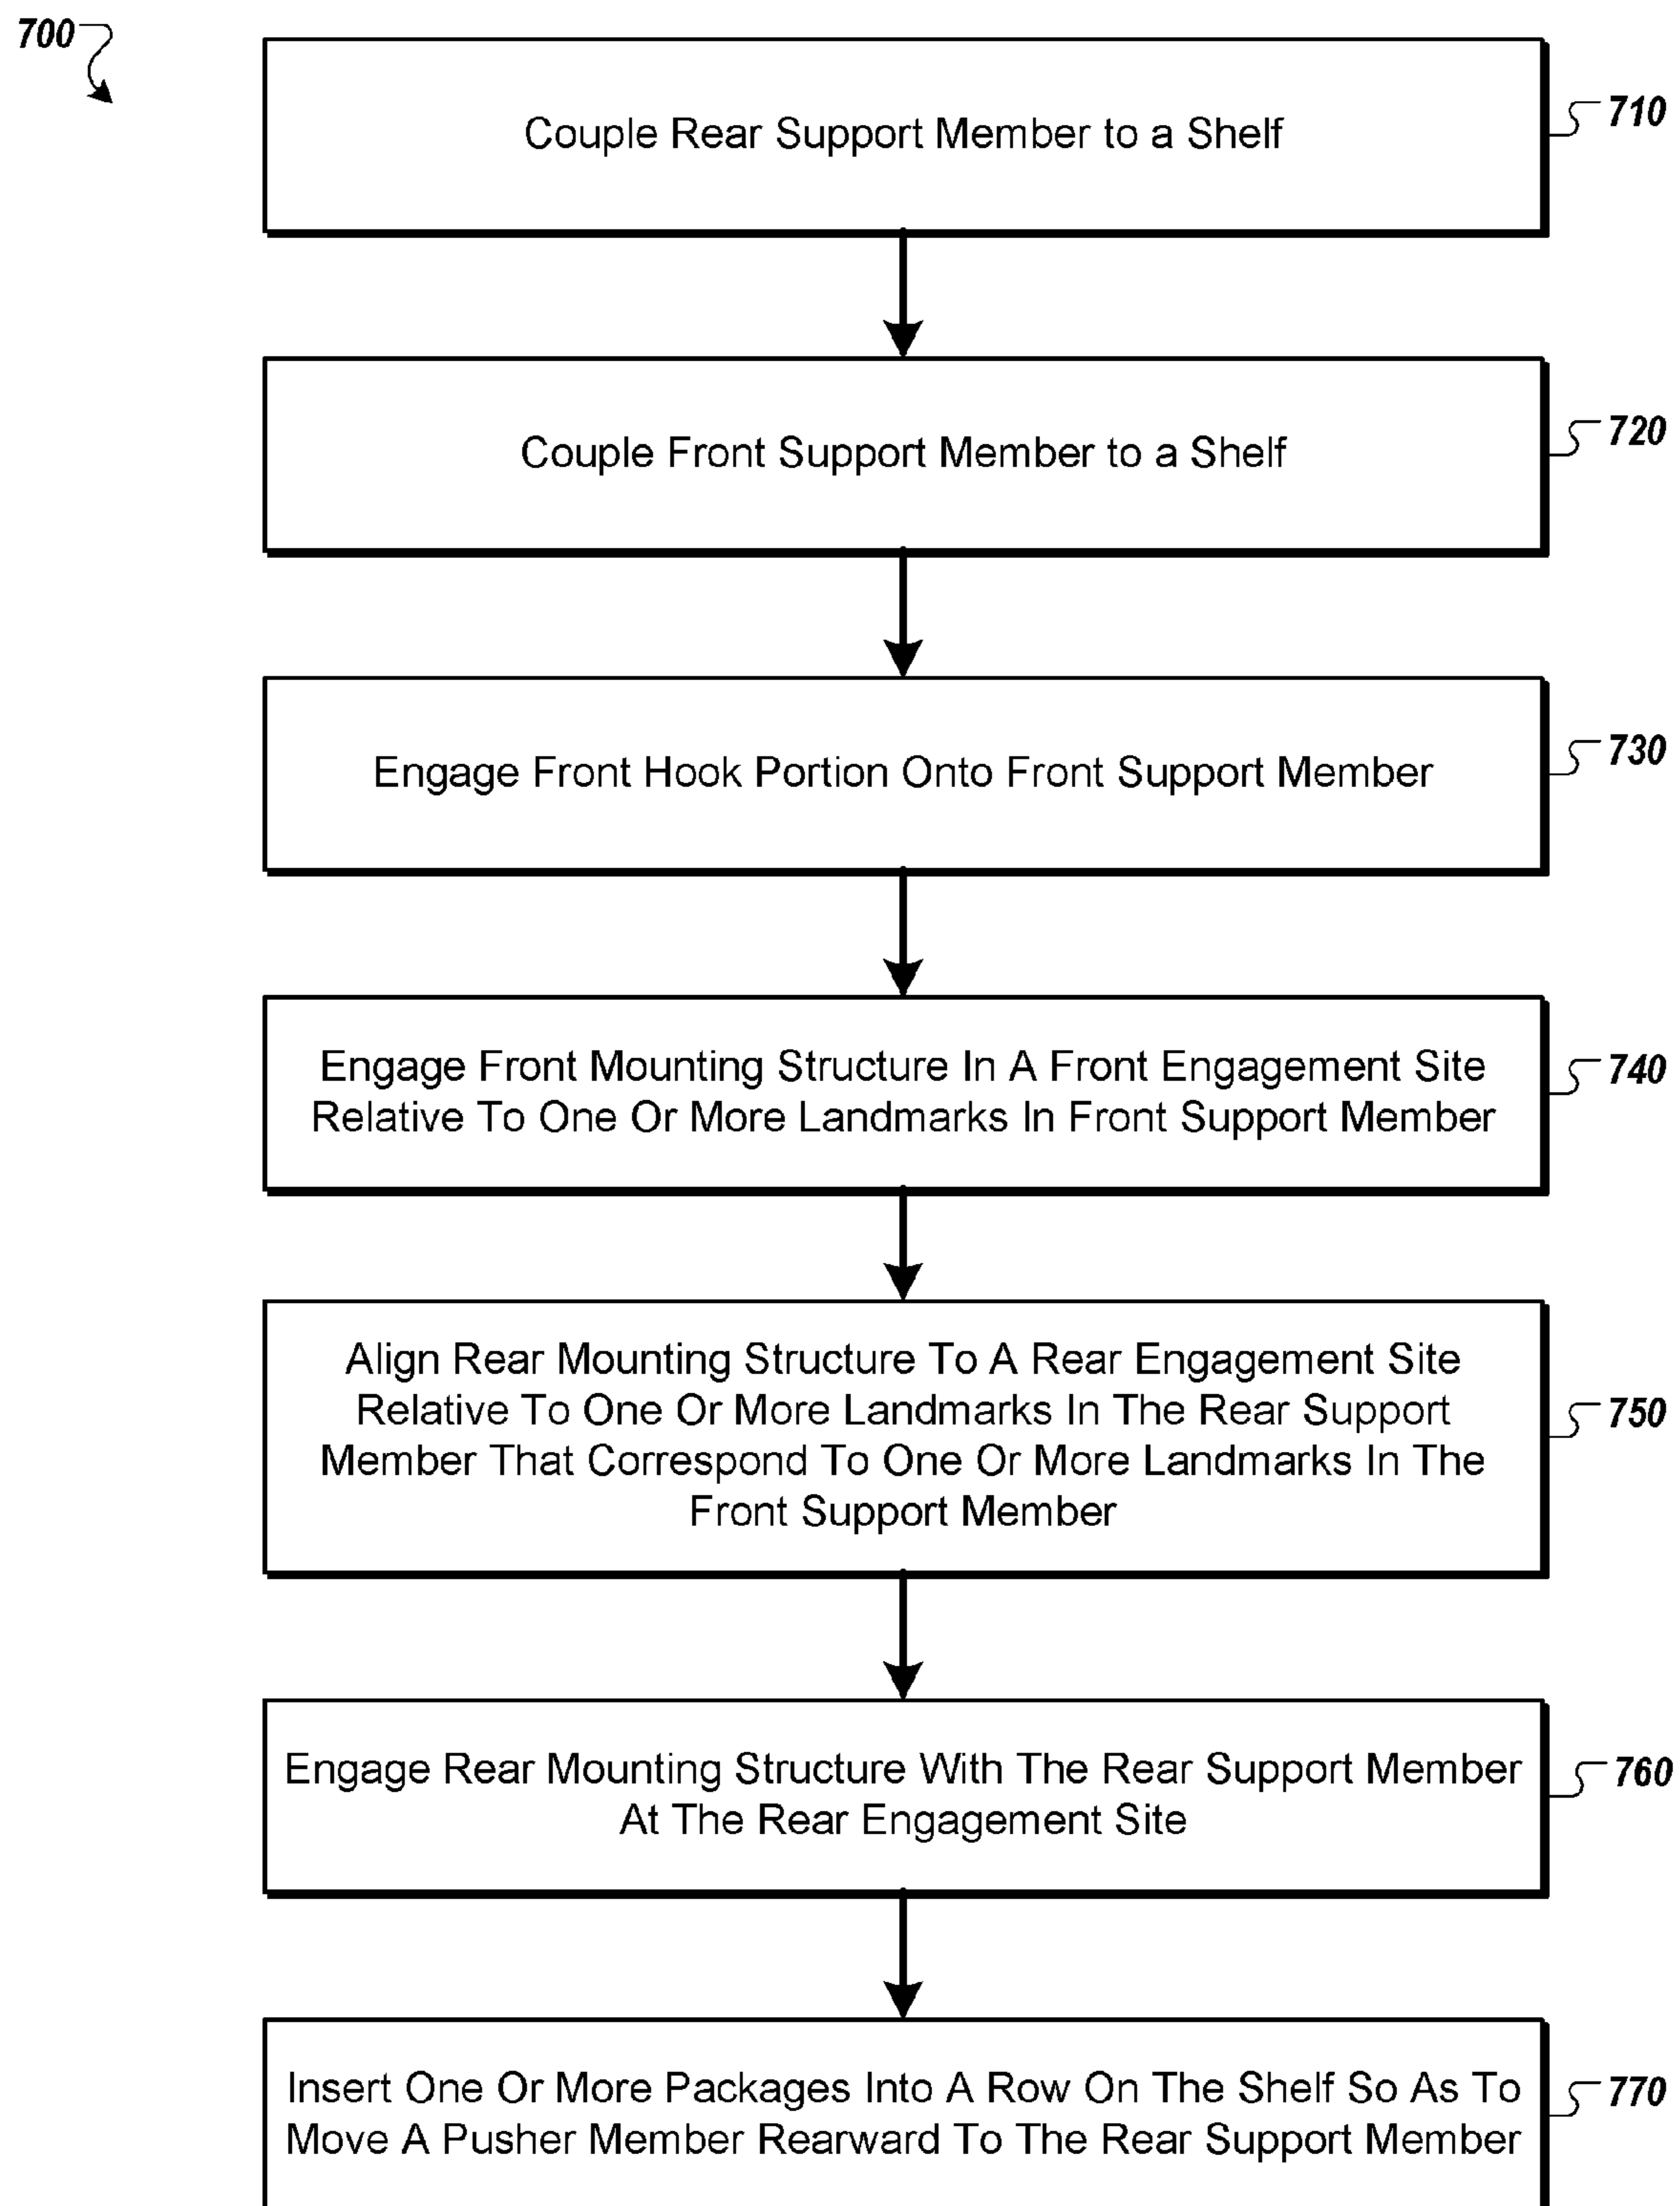 700
Couple Rear Support Member to a Shelf
710
Couple Front Support Member to a Shelf
720
Engage Front Hook Portion Onto Front Support Member
730
Engage Front Mounting Structure In A Front Engagement Site
Relative To One Or More Landmarks In Front Support Member
740
Align Rear Mounting Structure To A Rear Engagement Site
Relative To One Or More Landmarks In The Rear Support
Member That Correspond To One Or More Landmarks In The
Front Support Member
750
Engage Rear Mounting Structure With The Rear Support Member
At The Rear Engagement Site
760
Insert One Or More Packages Into A Row On The Shelf So As To
Move A Pusher Member Rearward To The Rear Support Member
770